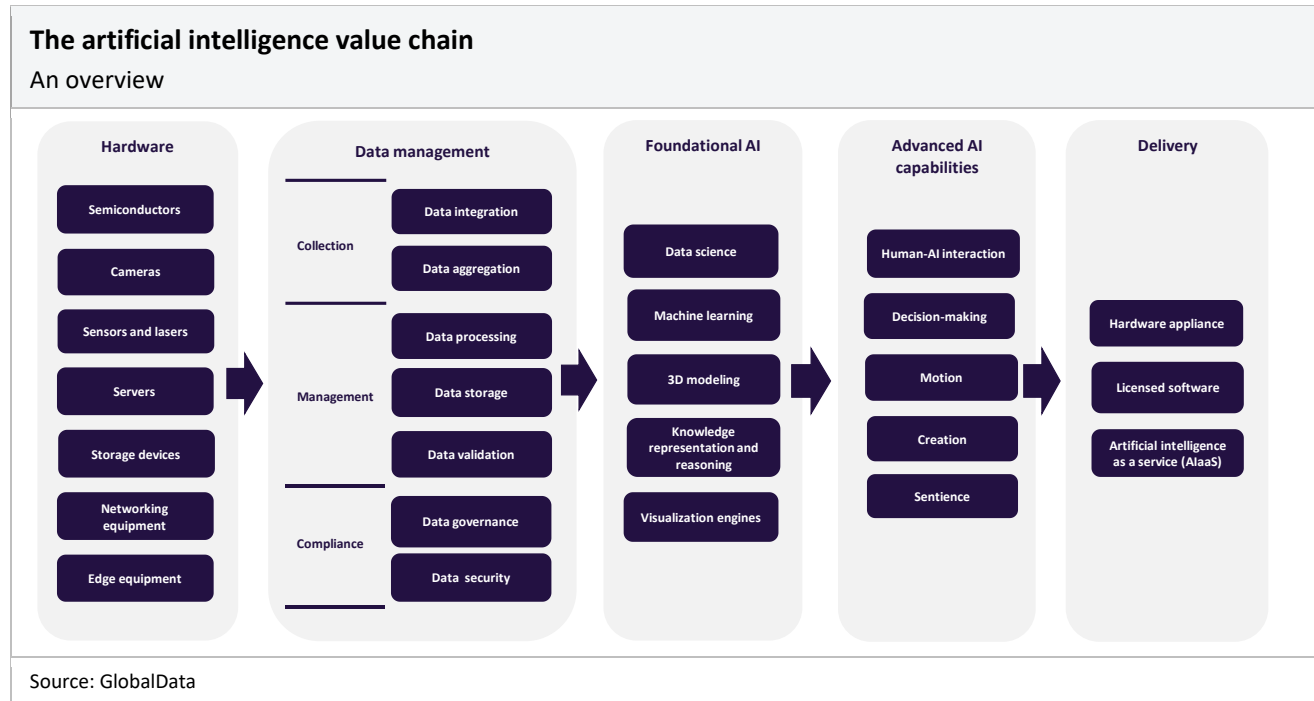 The artificial intelligence value chain
An overview
Hardware
Semiconductors
Cameras
Sensors and lasers
Servers
Storage devices
Networking
equipment
Edge equipment
Data management
Collection
Data integration
Data aggregation
Management
Data processing
Data storage
Data validation
Compliance
Data governance
Data security
Foundational AI
Data science
Machine learning
3D modeling
Knowledge
representation and
reasoning
Visualization engines
Advanced AI
capabilities
Human-AI interaction
Decision-making
Motion
Creation
Sentience
Delivery
Hardware appliance
Licensed software
Artificial intelligence
as a service (AIaaS)
Source: GlobalData